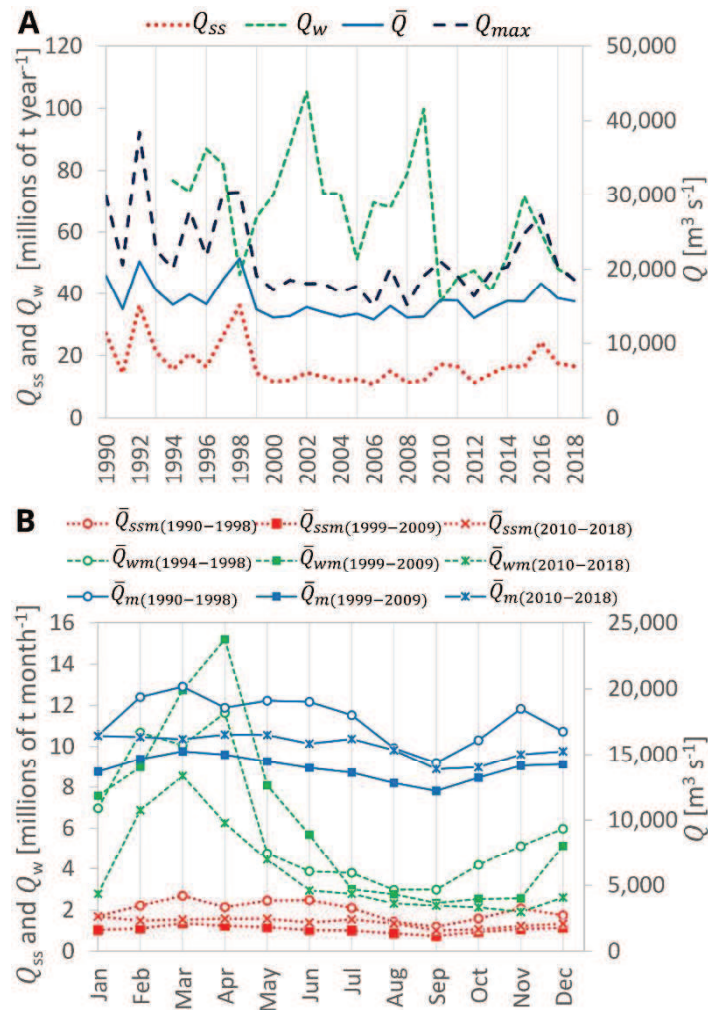 A
Q_ss Q_w Q̄ Q_max
Q_ss and Q_w [millions of t year⁻¹]
120
100
80
60
40
20
0
50,000
40,000
30,000
20,000
10,000
0
Q [m³ s⁻¹]
1990 1992 1994 1996 1998 2000 2002 2004 2006 2008 2010 2012 2014 2016 2018
B
Q̄_ssm(1990−1998) Q̄_ssm(1999−2009) Q̄_ssm(2010−2018)
Q̄_wm(1994−1998) Q̄_wm(1999−2009) Q̄_wm(2010−2018)
Q̄_m(1990−1998) Q̄_m(1999−2009) Q̄_m(2010−2018)
Q_ss and Q_w [millions of t month⁻¹]
16
14
12
10
8
6
4
2
0
25,000
20,000
15,000
10,000
5,000
0
Q [m³ s⁻¹]
Jan Feb Mar Apr May Jun Jul Aug Sep Oct Nov Dec